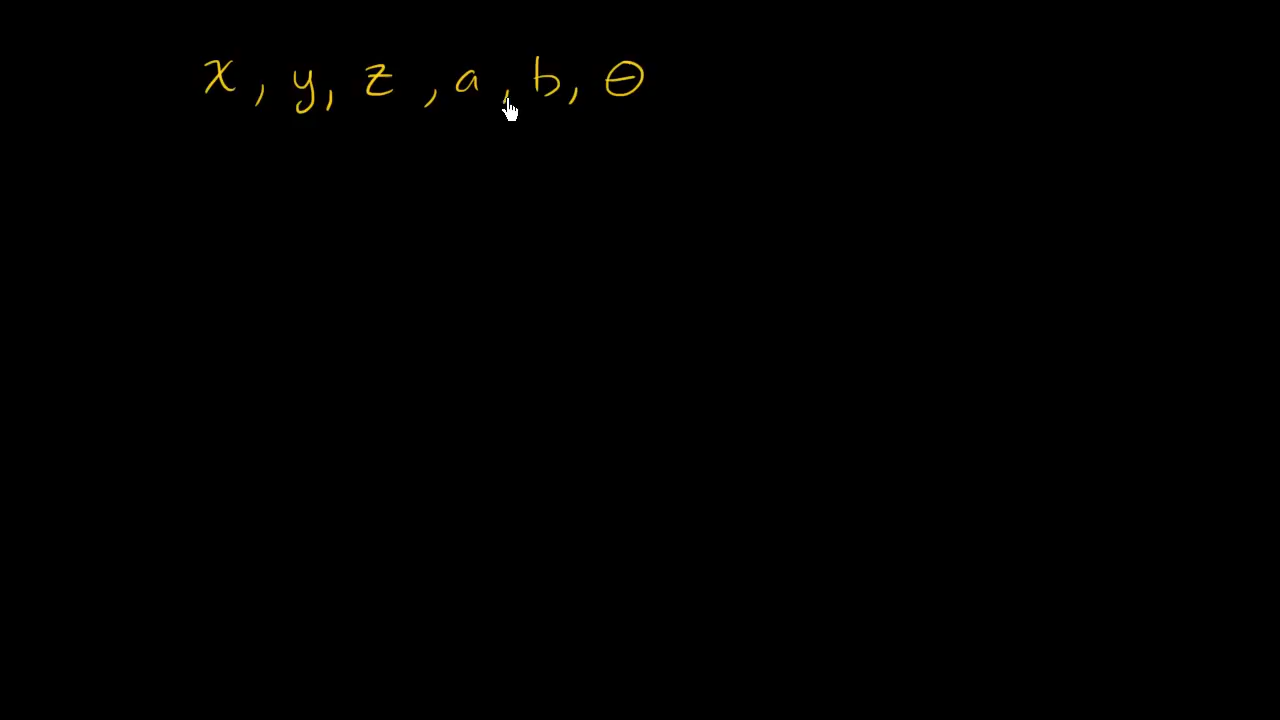 x, y, z, a, b, θ